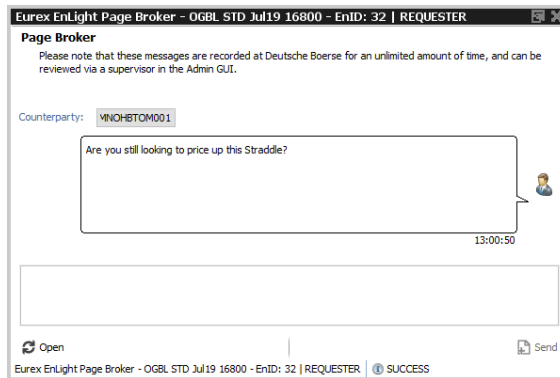 Eurex EnLight Page Broker - OGBL STD Jul19 16800 - EnID: 32 | REQUESTER
Page Broker
Please note that these messages are recorded at Deutsche Boerse for an unlimited amount of time, and can be
reviewed via a supervisor in the Admin GUI.
Counterparty:
Are you still looking to price up this Straddle?
13:00:50
Open
Send
Eurex EnLight Page Broker - OGBL STD Jul19 16800 - EnID: 32 | REQUESTER
SUCCESS